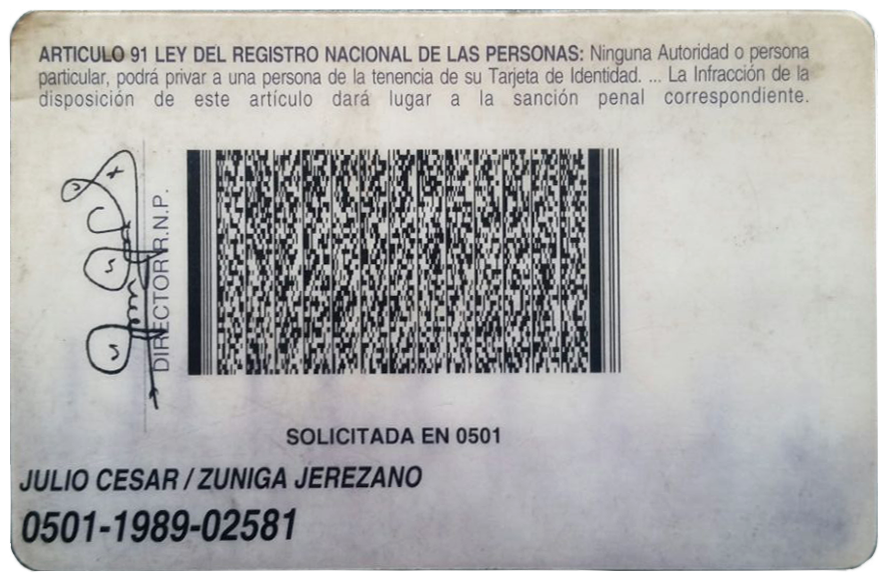 ARTICULO 91 LEY DEL REGISTRO NACIONAL DE LAS PERSONAS: Ninguna Autoridad o persona
particular, podrá privar a una persona de la tenencia de su Tarjeta de Identidad. ... La Infracción de la
disposición de este artículo dará lugar a la sanción penal correspondiente.
DIRECTOR R.N.P.
SOLICITADA EN 0501
JULIO CESAR / ZUNIGA JEREZANO
0501-1989-02581